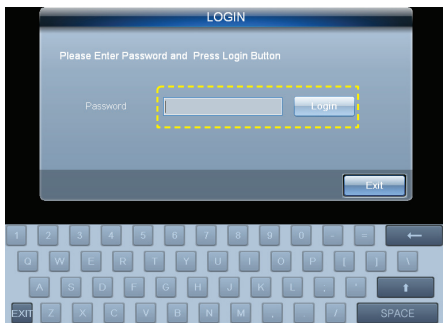 LOGIN
Please Enter Password and Press Login Button
Password
Login
Exit
1 2 3 4 5 6 7 8 9 0 - = ←
Q W E R T Y U I O P [ ] \
A S D F G H J K L , ' ↑
EXIT Z X C V B N M , . / SPACE